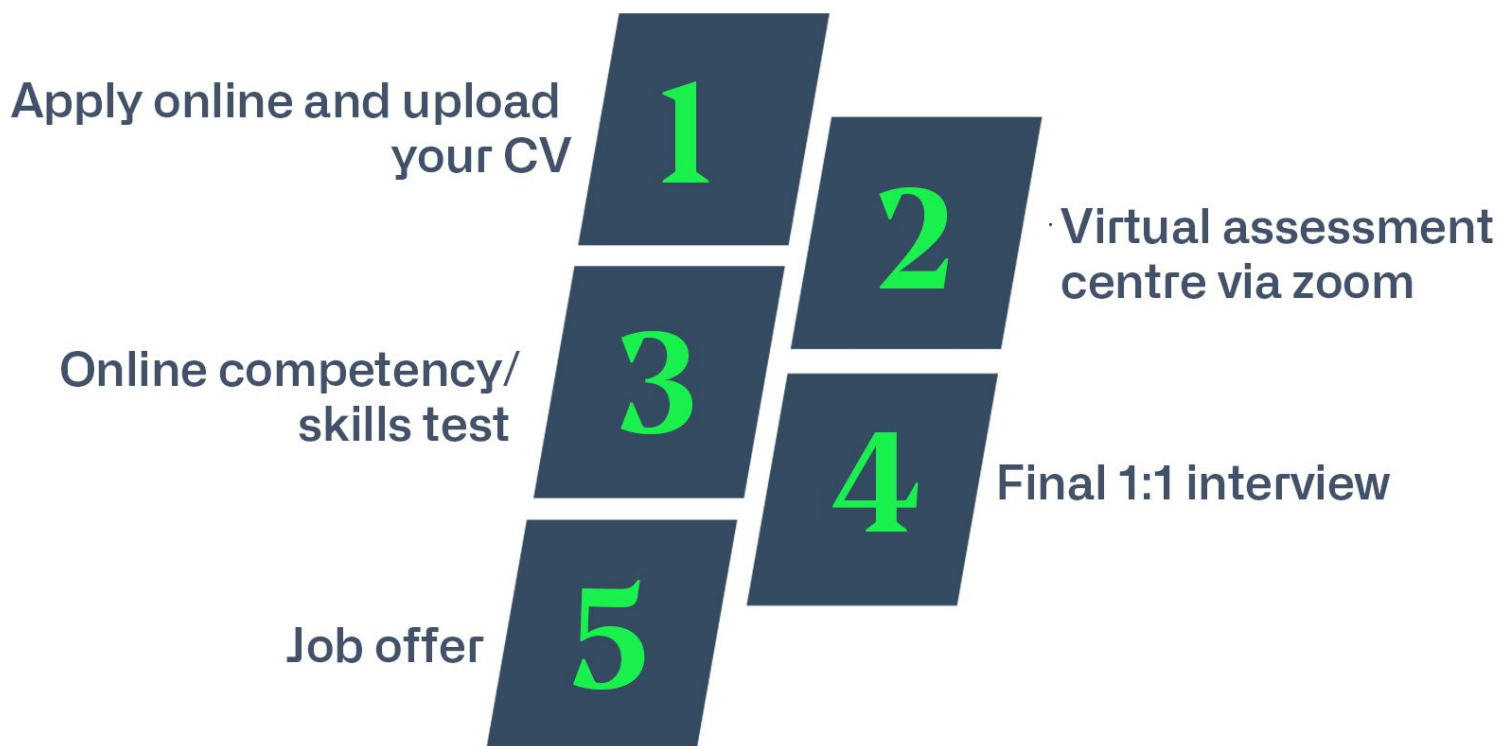 Apply online and upload
your CV
1
2
Virtual assessment
centre via zoom
3
Online competency/
skills test
4
Final 1:1 interview
5
Job offer